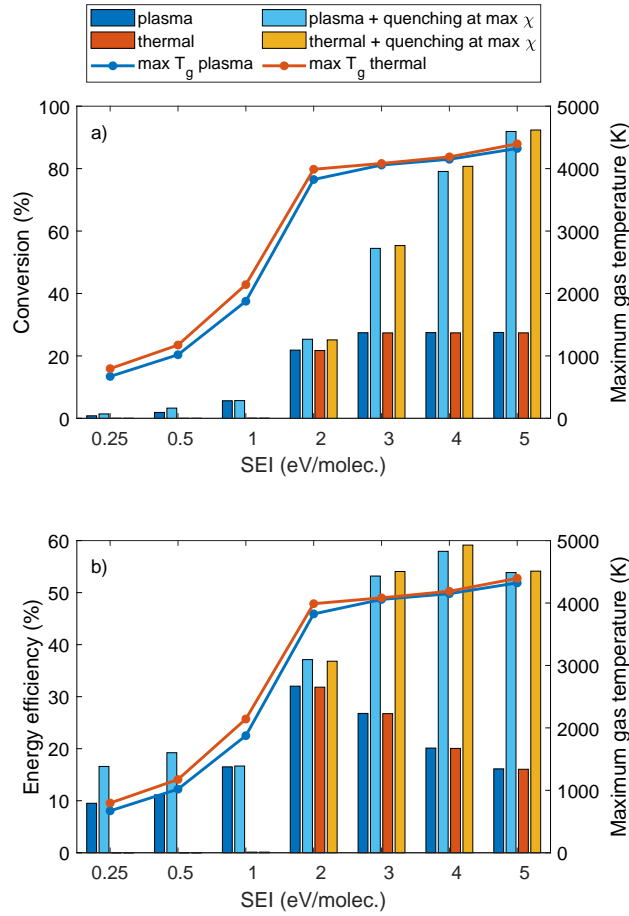 plasma
plasma + quenching at max χ
thermal
thermal + quenching at max χ
max Tg plasma
max Tg thermal
a)
100
80
60
40
20
0
Conversion (%)
5000
4000
3000
2000
1000
0
Maximum gas temperature (K)
0.25 0.5 1 2 3 4 5
SEI (eV/molec.)
b)
60
50
40
30
20
10
0
Energy efficiency (%)
5000
4000
3000
2000
1000
0
Maximum gas temperature (K)
0.25 0.5 1 2 3 4 5
SEI (eV/molec.)